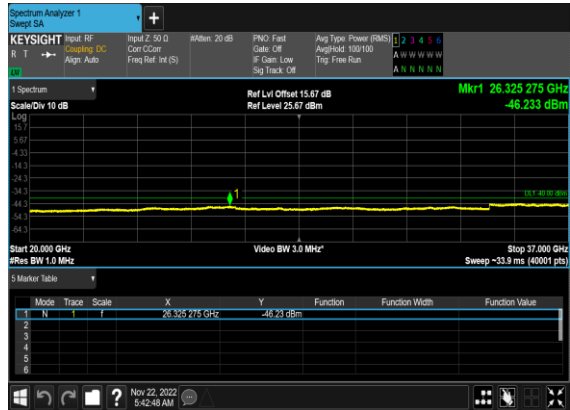 Spectrum Analyzer 1
Swept SA
KEYSIGHT Input: RF Input Z: 50 Ω #Atten: 20 dB PNO: Fast Avg Type: Power (RMS) 1 2 3 4 5 6
R T Coupling: DC Corr CCorr Gate: Off Avg|Hold: 100/100 A W W W W W
Align: Auto Freq Ref: Int (S) IF Gain: Low Trig: Free Run
Sig Track: Off A N N N N N
1 Spectrum Ref Lvl Offset 15.67 dB Mkr1 26.325 275 GHz
Scale/Div 10 dB Ref Level 25.67 dBm -46.233 dBm
Log
15.7
5.67
-4.33
-14.3
-24.3
-34.3
1
-44.3
-54.3
-64.3
Start 20.000 GHz Video BW 3.0 MHz* Stop 37.000 GHz
#Res BW 1.0 MHz Sweep ~33.9 ms (40001 pts)
5 Marker Table
Mode Trace Scale X Y Function Function Width Function Value
1 N 1 f 26.325 275 GHz -46.23 dBm
2
3
4
5
6
? Nov 22, 2022
5:42:48 AM